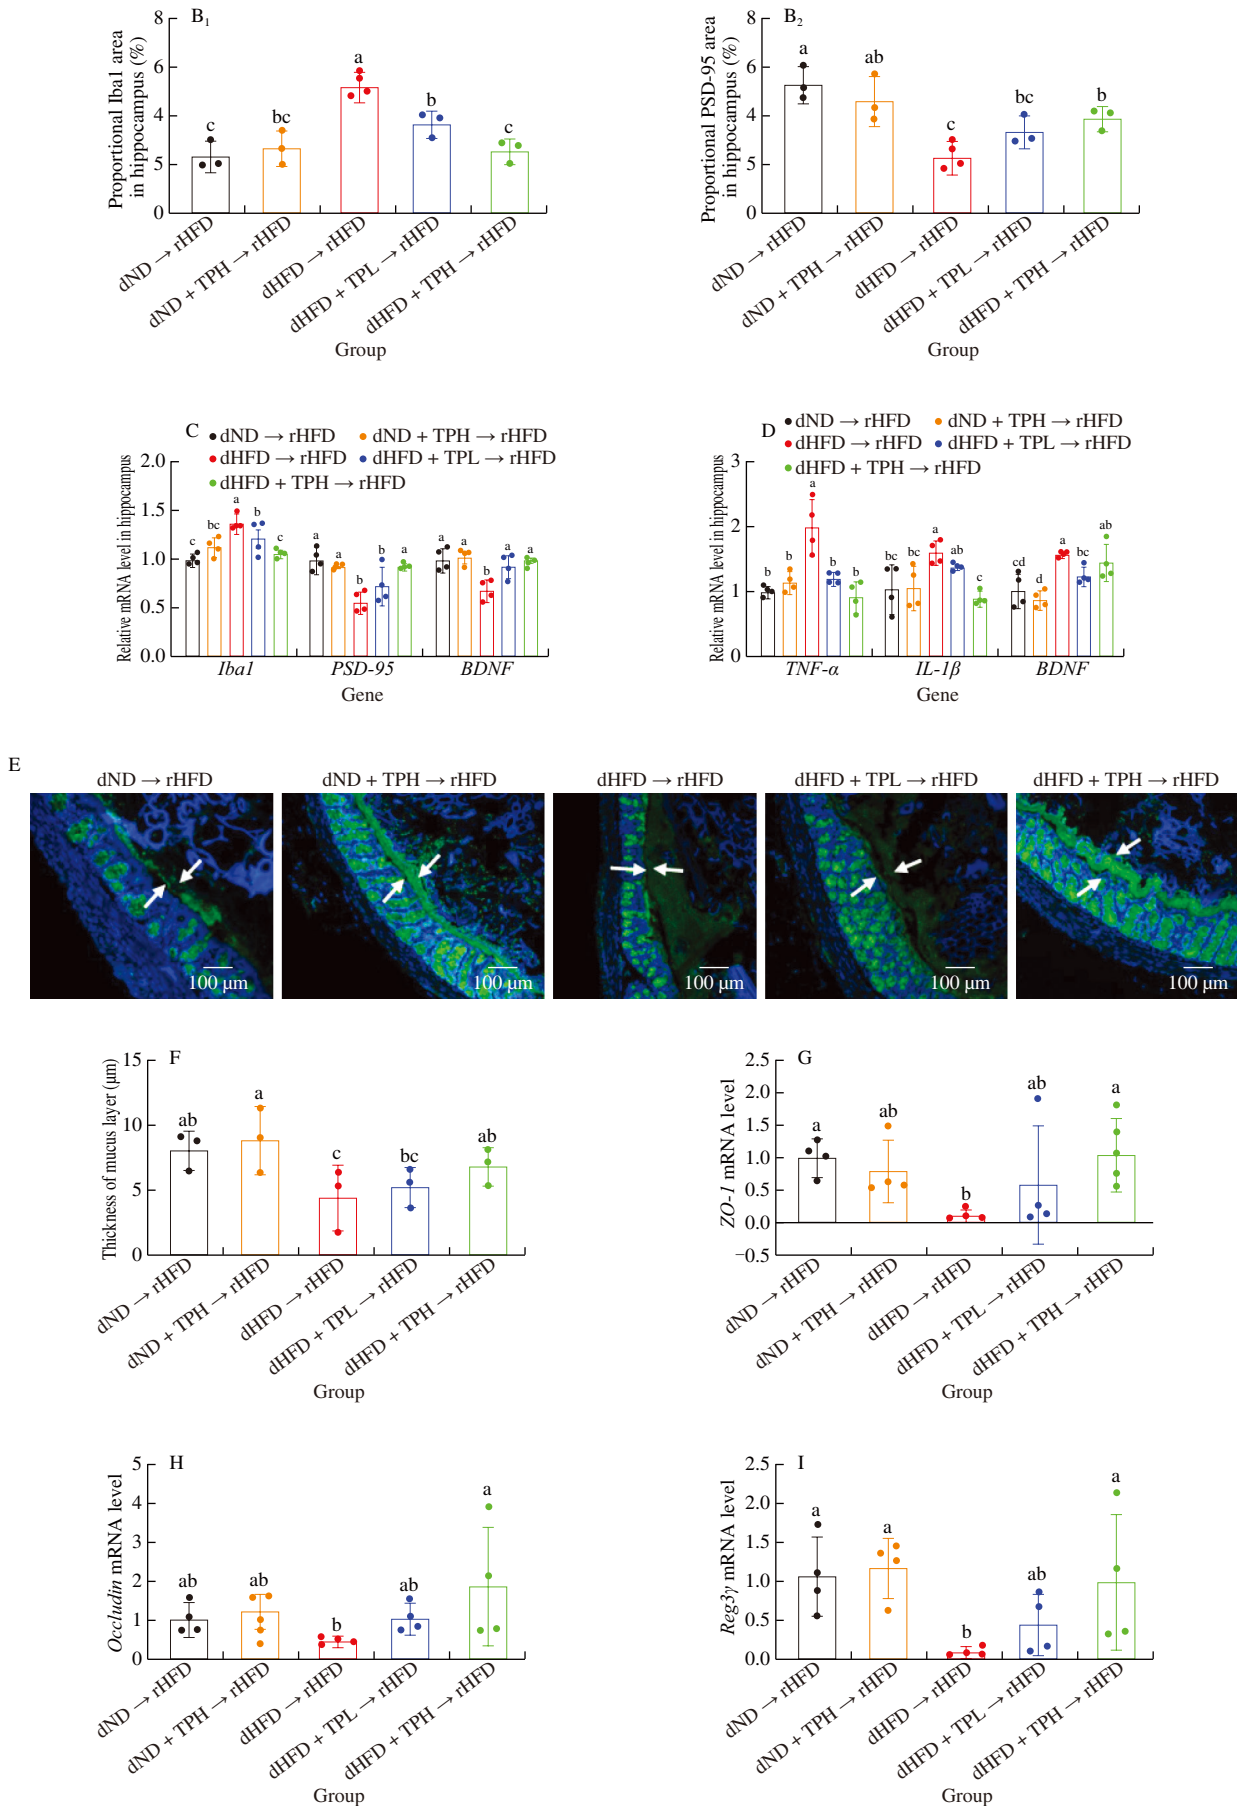 B1
Proportional Iba1 area
in hippocampus (%)
8
6
4
5
0
c
bc
a
b
c
dND → rHFD
dND + TPH → rHFD
dHFD → rHFD
dHFD + TPL → rHFD
dHFD + TPH → rHFD
Group
B2
Proportional PSD-95 area
in hippocampus (%)
8
6
4
5
0
a
ab
c
bc
b
dND → rHFD
dND + TPH → rHFD
dHFD → rHFD
dHFD + TPL → rHFD
dHFD + TPH → rHFD
Group
C
dND → rHFD
dND + TPH → rHFD
dHFD → rHFD
dHFD + TPL → rHFD
dHFD + TPH → rHFD
Relative mRNA level in hippocampus
2.0
1.5
1.0
0.5
0.0
c bc a b c
a a b b a
a a b a a
Iba1 PSD-95 BDNF
Gene
D
dND → rHFD
dND + TPH → rHFD
dHFD → rHFD
dHFD + TPL → rHFD
dHFD + TPH → rHFD
Relative mRNA level in hippocampus
3
2
1
0
b b a b b
bc bc a ab c
cd d a bc ab
TNF-α IL-1β BDNF
Gene
E
dND → rHFD
dND + TPH → rHFD
dHFD → rHFD
dHFD + TPL → rHFD
dHFD + TPH → rHFD
100 μm
100 μm
100 μm
100 μm
100 μm
F
Thickness of mucus layer (μm)
15
10
5
0
ab
a
c
bc
ab
dND → rHFD
dND + TPH → rHFD
dHFD → rHFD
dHFD + TPL → rHFD
dHFD + TPH → rHFD
Group
G
ZO-1 mRNA level
2.5
2.0
1.5
1.0
0.5
0.0
−0.5
a
ab
b
ab
a
dND → rHFD
dND + TPH → rHFD
dHFD → rHFD
dHFD + TPL → rHFD
dHFD + TPH → rHFD
Group
H
Occludin mRNA level
5
4
3
2
1
0
ab
ab
b
ab
a
dND → rHFD
dND + TPH → rHFD
dHFD → rHFD
dHFD + TPL → rHFD
dHFD + TPH → rHFD
Group
I
Reg3γ mRNA level
2.5
2.0
1.5
1.0
0.5
0.0
a
a
b
ab
a
dND → rHFD
dND + TPH → rHFD
dHFD → rHFD
dHFD + TPL → rHFD
dHFD + TPH → rHFD
Group